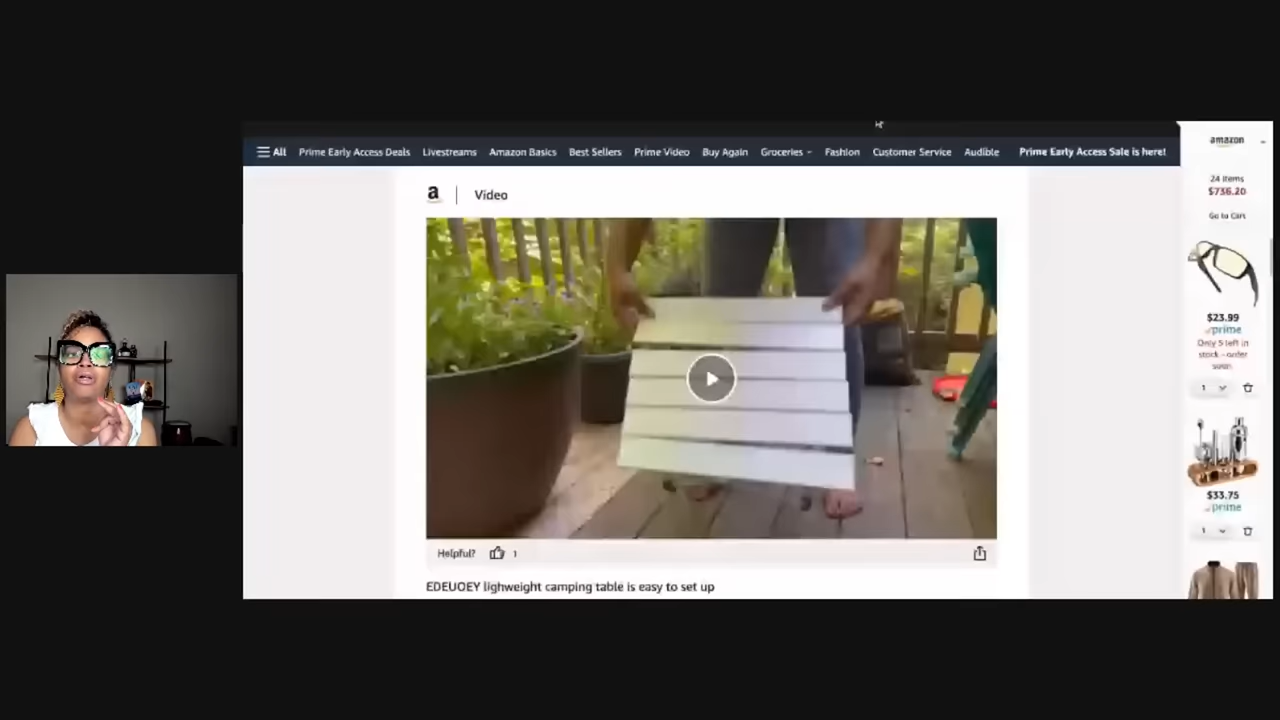 All Prime Early Access Deals Livestreams Amazon Basics Best Sellers Prime Video Buy Again Groceries Fashion Customer Service Audible Prime Early Access Sale is here!
a Video
Helpful? 1
EDEUOEY lighweight camping table is easy to set up
amazon
24 items
$736.20
Go to Cart
$23.99
prime
Only 5 left in
stock - order
soon
1
$33.75
prime
1